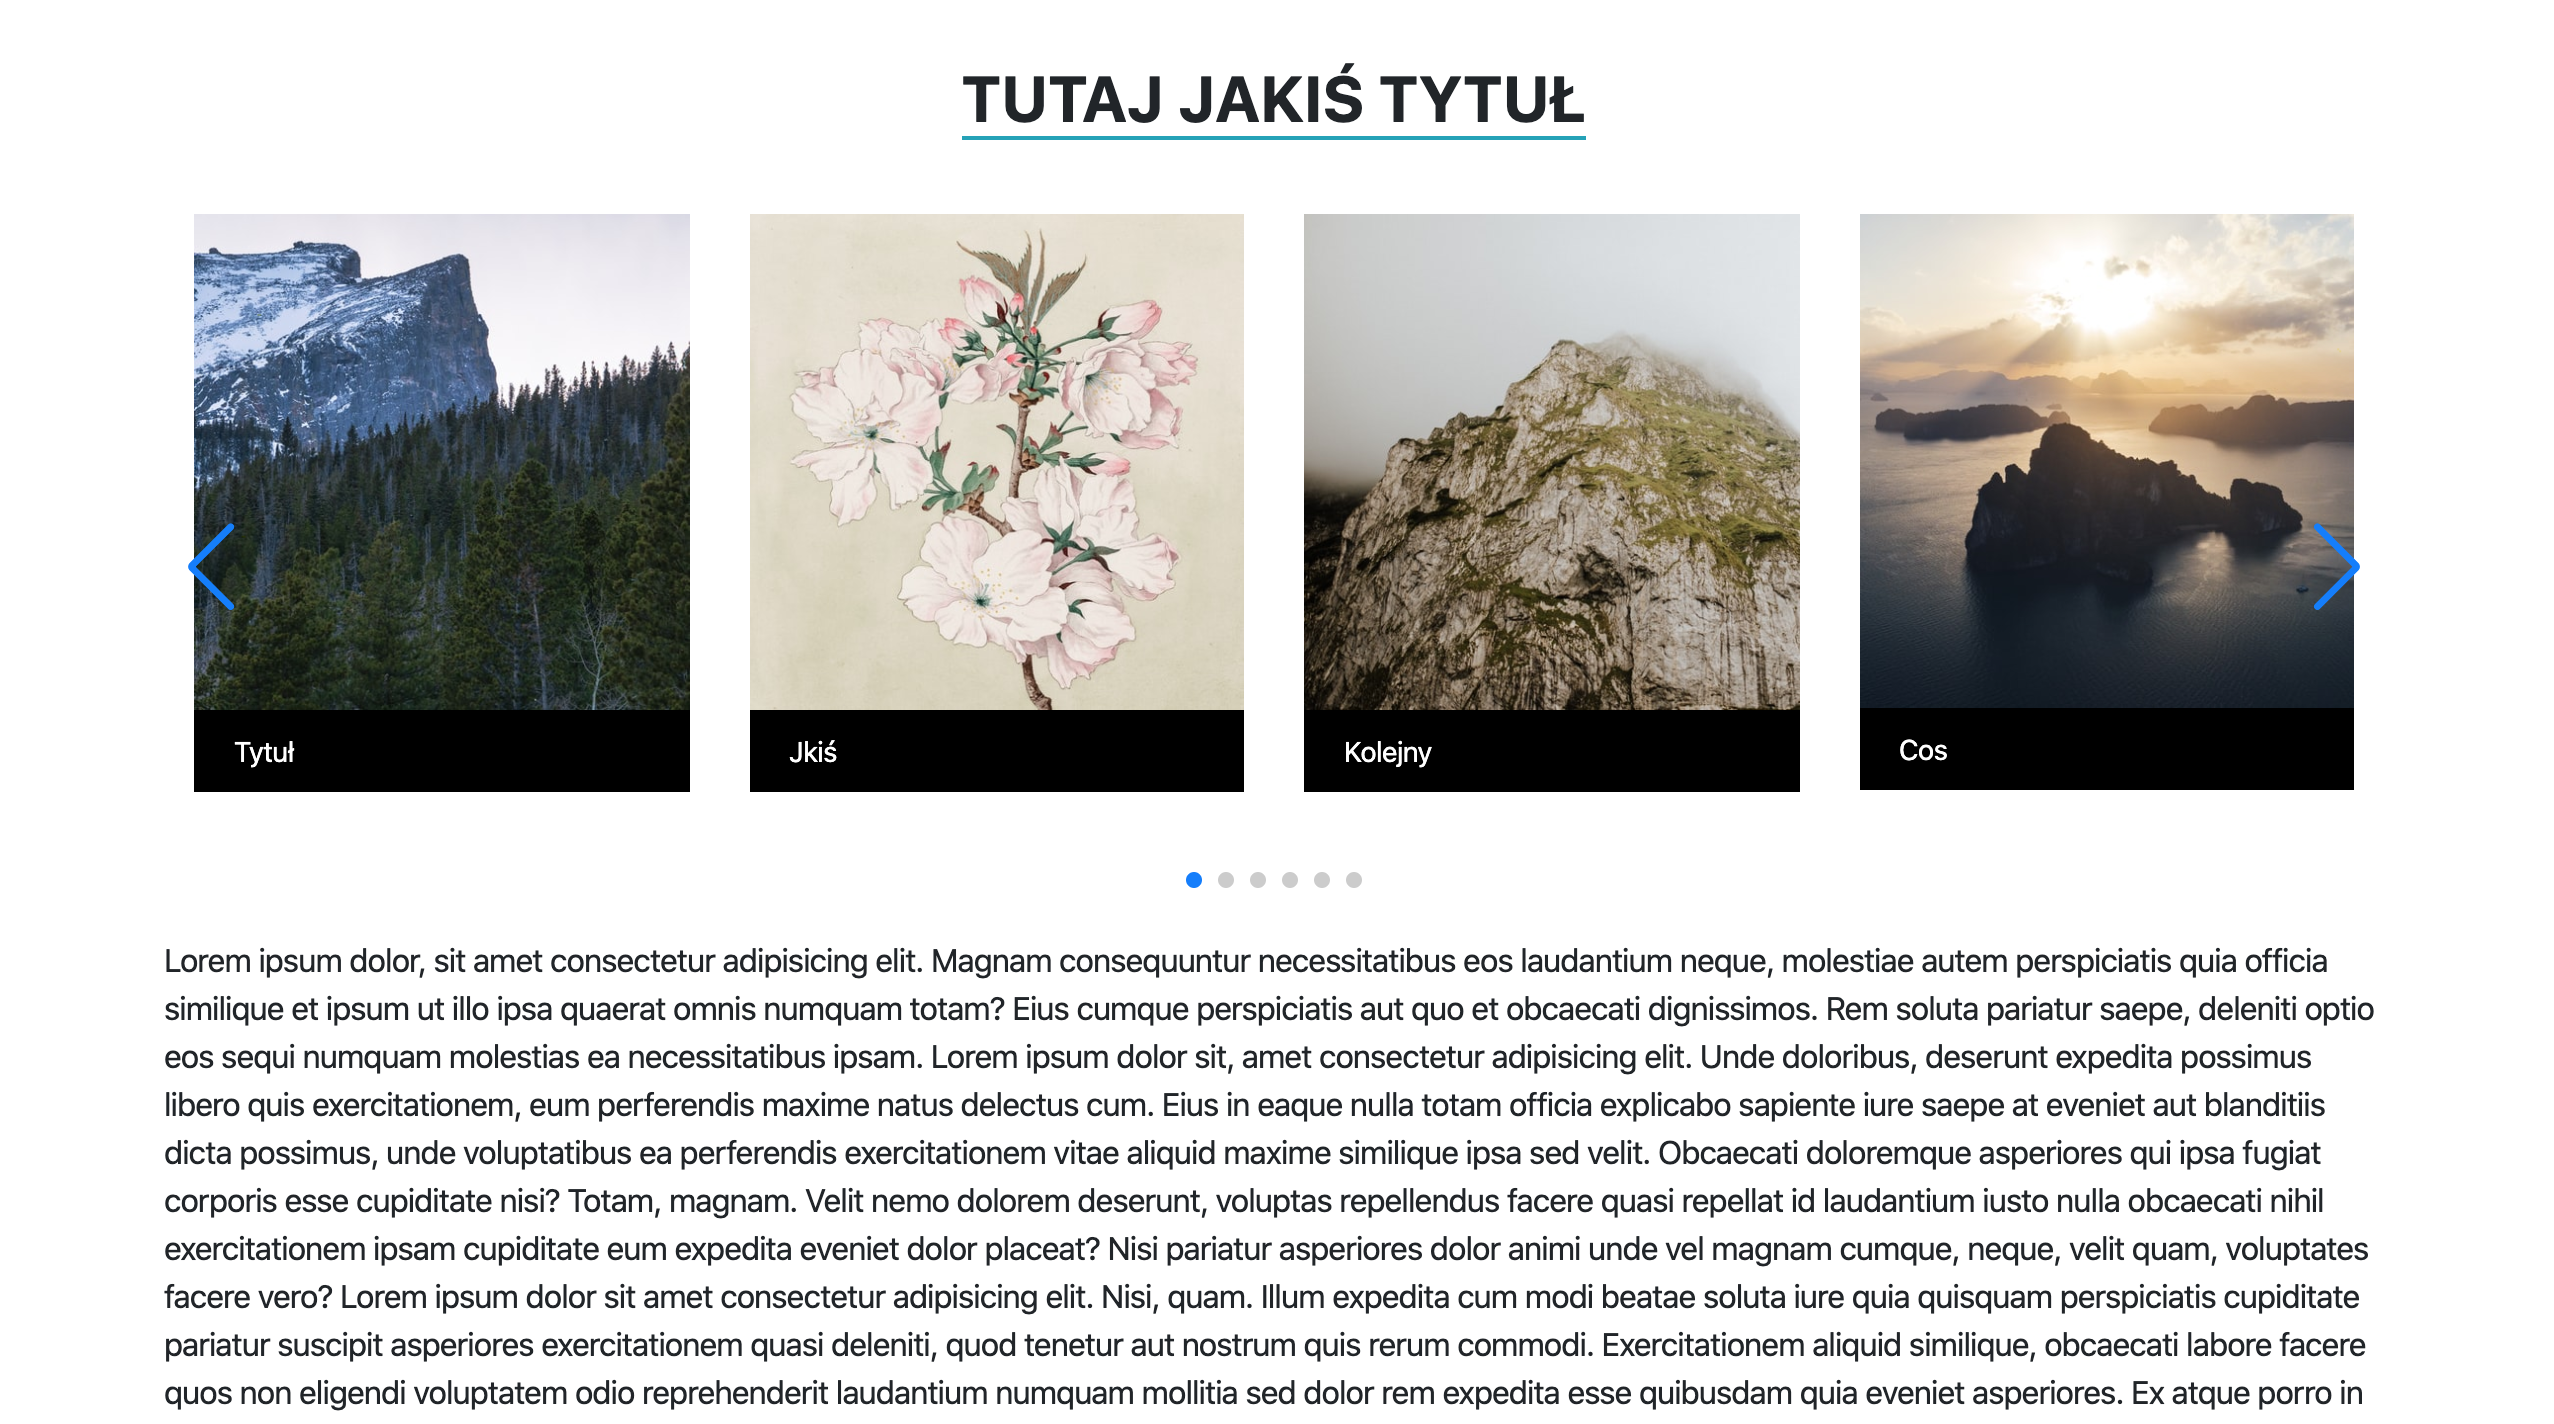 TUTAJ JAKIŚ TYTUŁ
Tytuł
Jkiś
Kolejny
Cos
Lorem ipsum dolor, sit amet consectetur adipisicing elit. Magnam consequuntur necessitatibus eos laudantium neque, molestiae autem perspiciatis quia officia
similique et ipsum ut illo ipsa quaerat omnis numquam totam? Eius cumque perspiciatis aut quo et obcaecati dignissimos. Rem soluta pariatur saepe, deleniti optio
eos sequi numquam molestias ea necessitatibus ipsam. Lorem ipsum dolor sit, amet consectetur adipisicing elit. Unde doloribus, deserunt expedita possimus
libero quis exercitationem, eum perferendis maxime natus delectus cum. Eius in eaque nulla totam officia explicabo sapiente iure saepe at eveniet aut blanditiis
dicta possimus, unde voluptatibus ea perferendis exercitationem vitae aliquid maxime similique ipsa sed velit. Obcaecati doloremque asperiores qui ipsa fugiat
corporis esse cupiditate nisi? Totam, magnam. Velit nemo dolorem deserunt, voluptas repellendus facere quasi repellat id laudantium iusto nulla obcaecati nihil
exercitationem ipsam cupiditate eum expedita eveniet dolor placeat? Nisi pariatur asperiores dolor animi unde vel magnam cumque, neque, velit quam, voluptates
facere vero? Lorem ipsum dolor sit amet consectetur adipisicing elit. Nisi, quam. Illum expedita cum modi beatae soluta iure quia quisquam perspiciatis cupiditate
pariatur suscipit asperiores exercitationem quasi deleniti, quod tenetur aut nostrum quis rerum commodi. Exercitationem aliquid similique, obcaecati labore facere
quos non eligendi voluptatem odio reprehenderit laudantium numquam mollitia sed dolor rem expedita esse quibusdam quia eveniet asperiores. Ex atque porro in